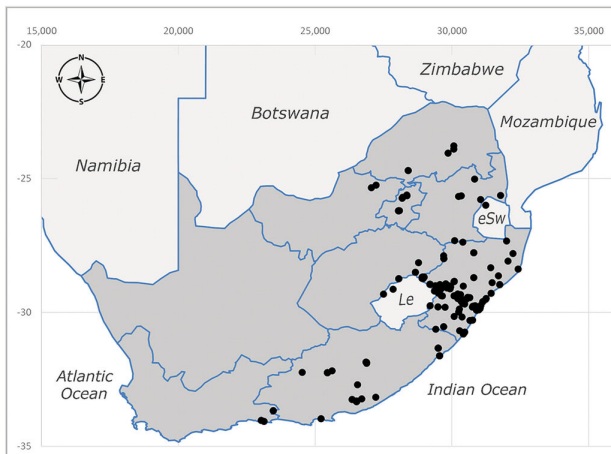 15,000 20,000 25,000 30,000 35,000
-20
N
W E
S
Zimbabwe
Botswana
Mozambique
Namibia
-25
eSw
Le
-30
Atlantic
Ocean
Indian Ocean
-35